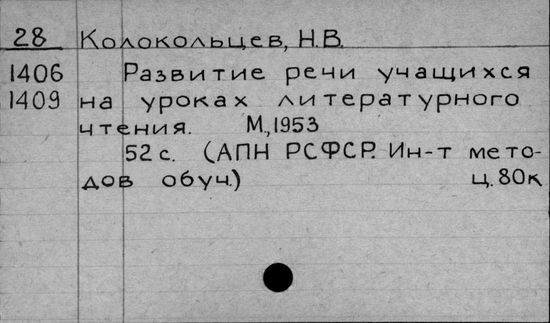 28 Колокольцев, Н.В.
1406 Развитие речи учащихся
1409 на уроках литературного
чтения. М., 1953
52 с. (АПН РСФСР. Ин-т мето-
дов обуч.) ц. 80к